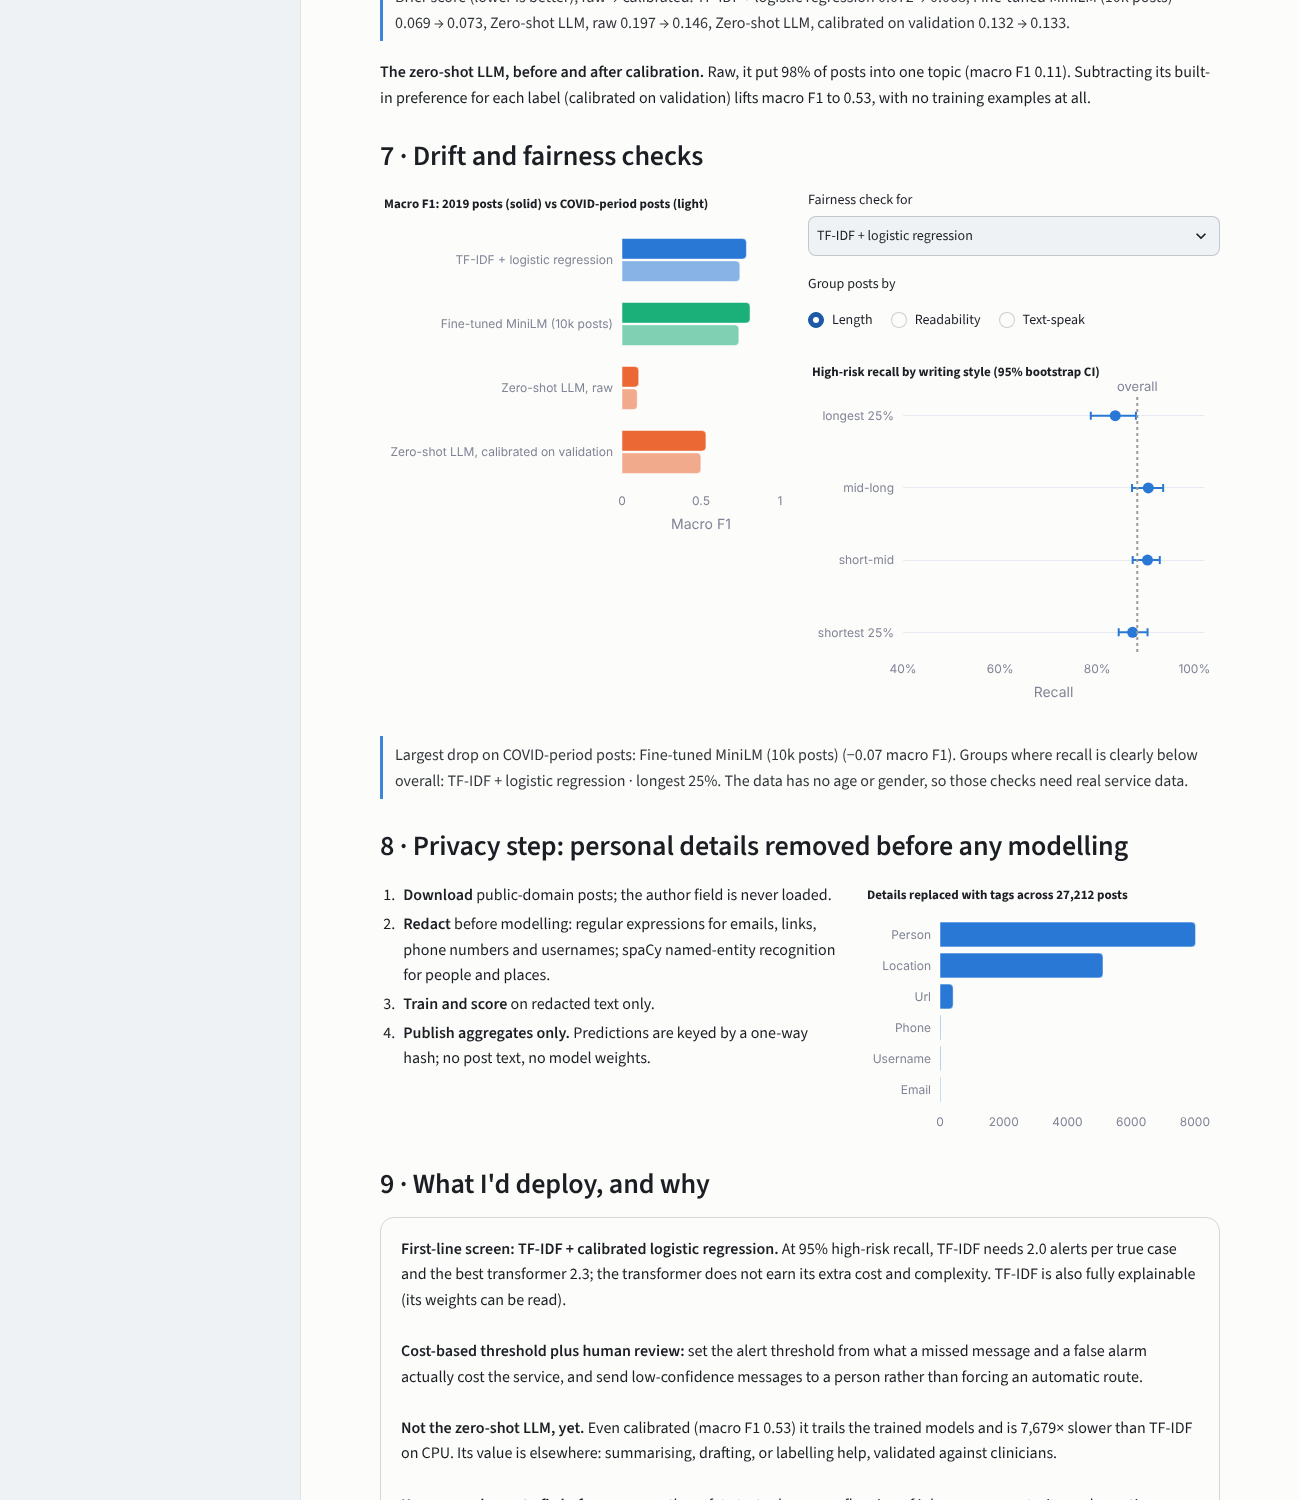 0.069 → 0.073, Zero-shot LLM, raw 0.197 → 0.146, Zero-shot LLM, calibrated on validation 0.132 → 0.133.
The zero-shot LLM, before and after calibration. Raw, it put 98% of posts into one topic (macro F1 0.11). Subtracting its built-
in preference for each label (calibrated on validation) lifts macro F1 to 0.53, with no training examples at all.
7 · Drift and fairness checks
Macro F1: 2019 posts (solid) vs COVID-period posts (light)
TF-IDF + logistic regression
Fine-tuned MiniLM (10k posts)
Zero-shot LLM, raw
Zero-shot LLM, calibrated on validation
0 0.5 1
Macro F1
Fairness check for
TF-IDF + logistic regression
Group posts by
Length Readability Text-speak
High-risk recall by writing style (95% bootstrap CI)
overall
longest 25%
mid-long
short-mid
shortest 25%
40% 60% 80% 100%
Recall
Largest drop on COVID-period posts: Fine-tuned MiniLM (10k posts) (−0.07 macro F1). Groups where recall is clearly below
overall: TF-IDF + logistic regression · longest 25%. The data has no age or gender, so those checks need real service data.
8 · Privacy step: personal details removed before any modelling
1. Download public-domain posts; the author field is never loaded.
2. Redact before modelling: regular expressions for emails, links,
phone numbers and usernames; spaCy named-entity recognition
for people and places.
3. Train and score on redacted text only.
4. Publish aggregates only. Predictions are keyed by a one-way
hash; no post text, no model weights.
Details replaced with tags across 27,212 posts
Person
Location
Url
Phone
Username
Email
0 2000 4000 6000 8000
9 · What I'd deploy, and why
First-line screen: TF-IDF + calibrated logistic regression. At 95% high-risk recall, TF-IDF needs 2.0 alerts per true case
and the best transformer 2.3; the transformer does not earn its extra cost and complexity. TF-IDF is also fully explainable
(its weights can be read).
Cost-based threshold plus human review: set the alert threshold from what a missed message and a false alarm
actually cost the service, and send low-confidence messages to a person rather than forcing an automatic route.
Not the zero-shot LLM, yet. Even calibrated (macro F1 0.53) it trails the trained models and is 7,679× slower than TF-IDF
on CPU. Its value is elsewhere: summarising, drafting, or labelling help, validated against clinicians.